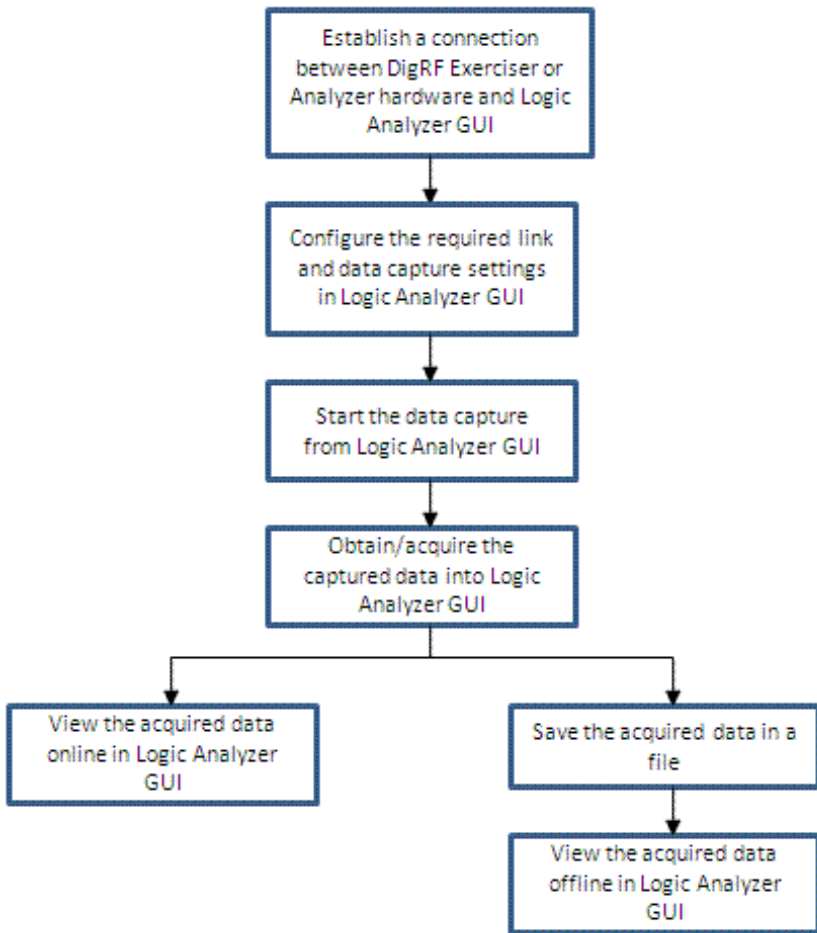 Establish a connection
between DigRF Exerciser or
Analyzer hardware and Logic
Analyzer GUI
Configure the required link
and data capture settings
in Logic Analyzer GUI
Start the data capture
from Logic Analyzer GUI
Obtain/acquire the
captured data into Logic
Analyzer GUI
View the acquired data
online in Logic Analyzer
GUI
Save the acquired data in a
file
View the acquired data
offline in Logic Analyzer
GUI